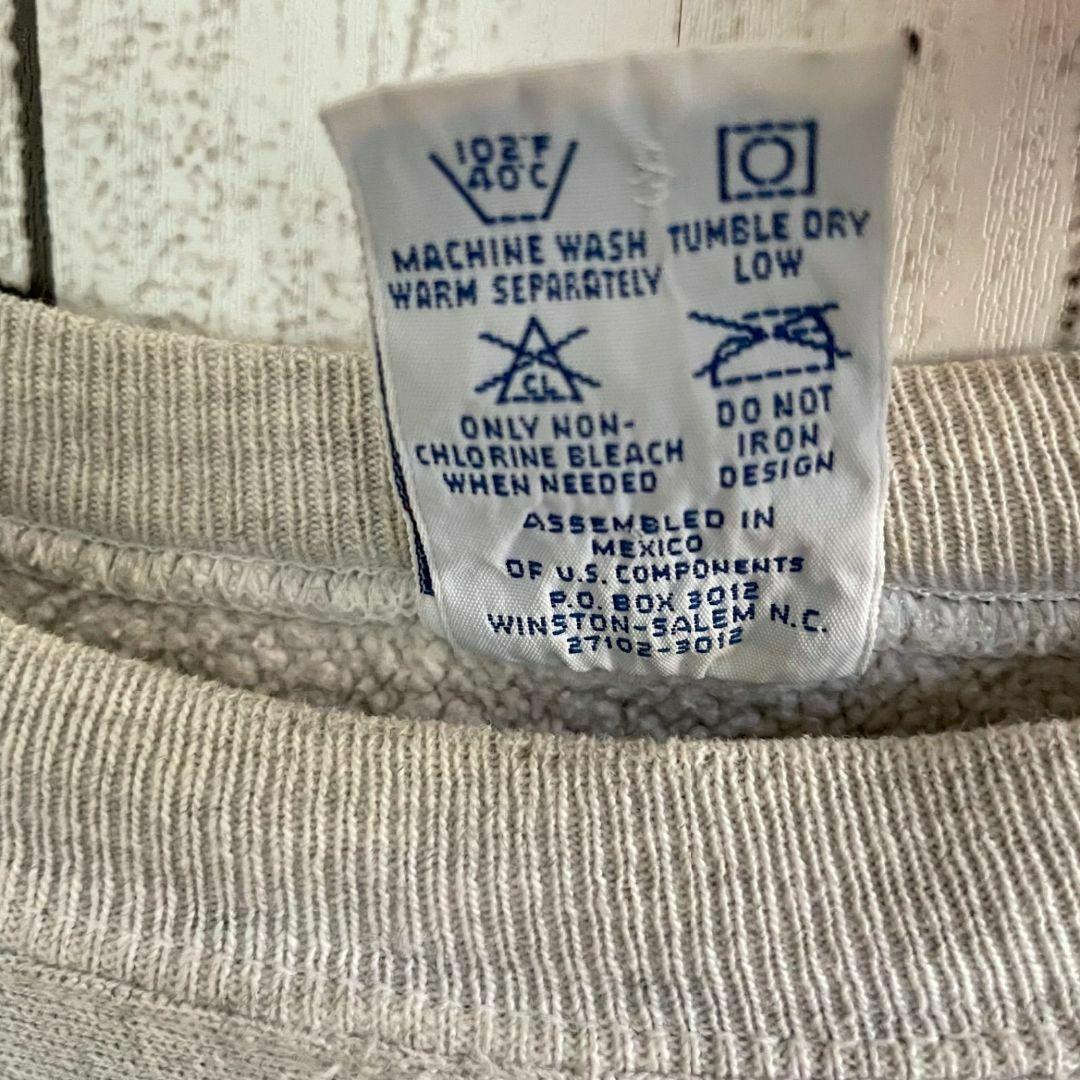 102°F
40°C
MACHINE WASH
WARM SEPARATELY
TUMBLE DRY
LOW
CL
ONLY NON-
CHLORINE BLEACH
WHEN NEEDED
DO NOT
IRON
DESIGN
ASSEMBLED IN
MEXICO
OF U.S. COMPONENTS
P.O. BOX 3012
WINSTON-SALEM N.C.
27102-3012